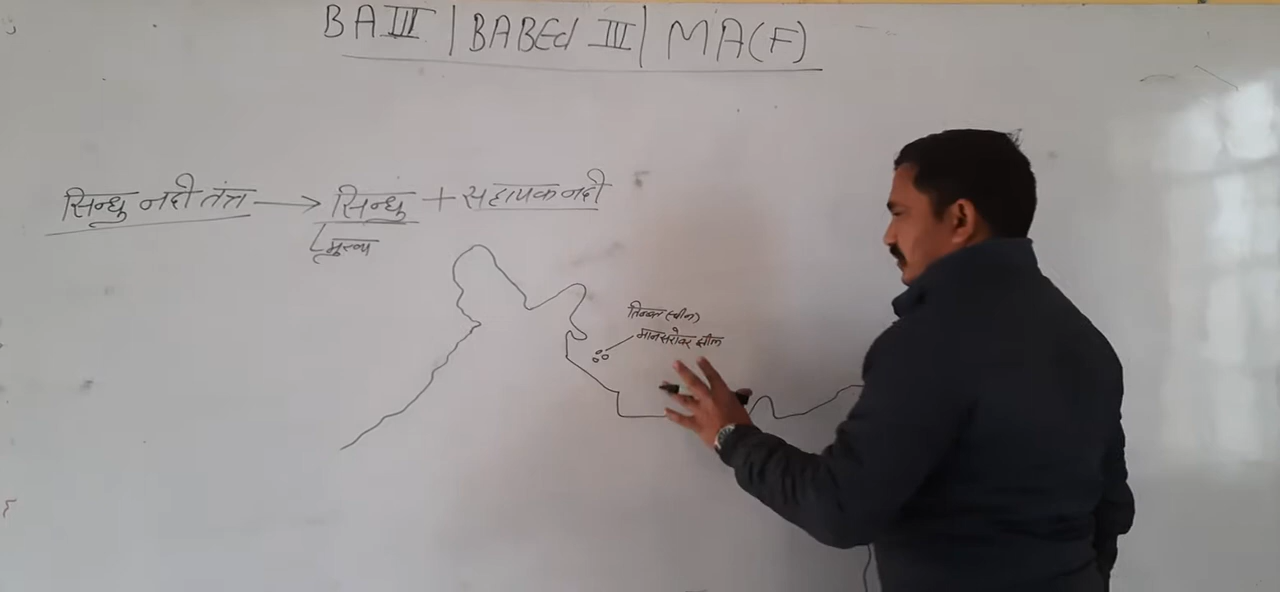 BA III | BABEd III | MA(F)
सिन्धु नदी तंत्र → सिन्धु + सहायक नदी
मुख्य
तिब्बत (चीन)
मानसरोवर झील